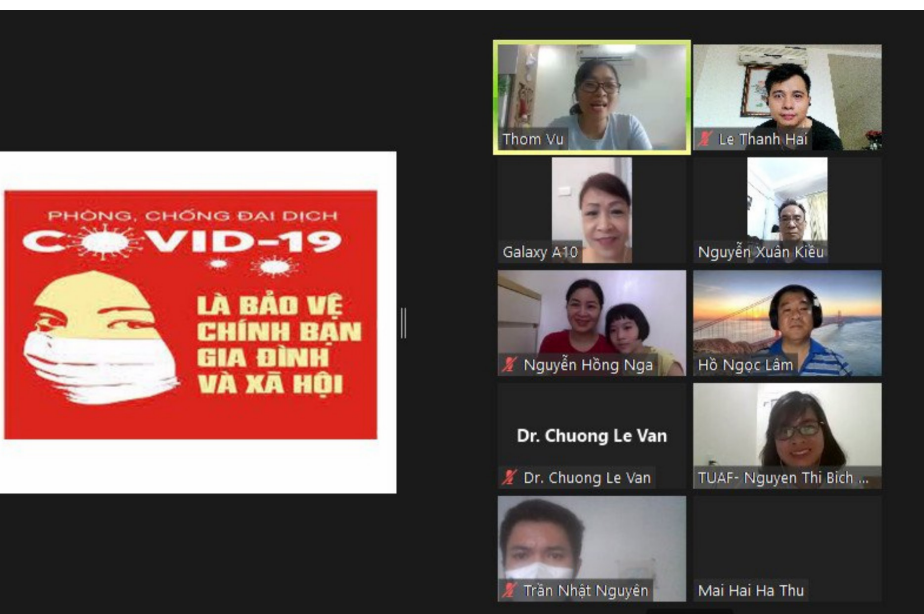 PHÒNG, CHỐNG ĐẠI DỊCH
COVID-19
LÀ BẢO VỆ
CHÍNH BẠN
GIA ĐÌNH
VÀ XÃ HỘI
Thom Vu
Le Thanh Hai
Galaxy A10
Nguyễn Xuân Kiều
Nguyễn Hồng Nga
Hồ Ngọc Lâm
Dr. Chuong Le Van
Dr. Chuong Le Van
TUAF- Nguyen Thi Bich ...
Trần Nhật Nguyên
Mai Hai Ha Thu